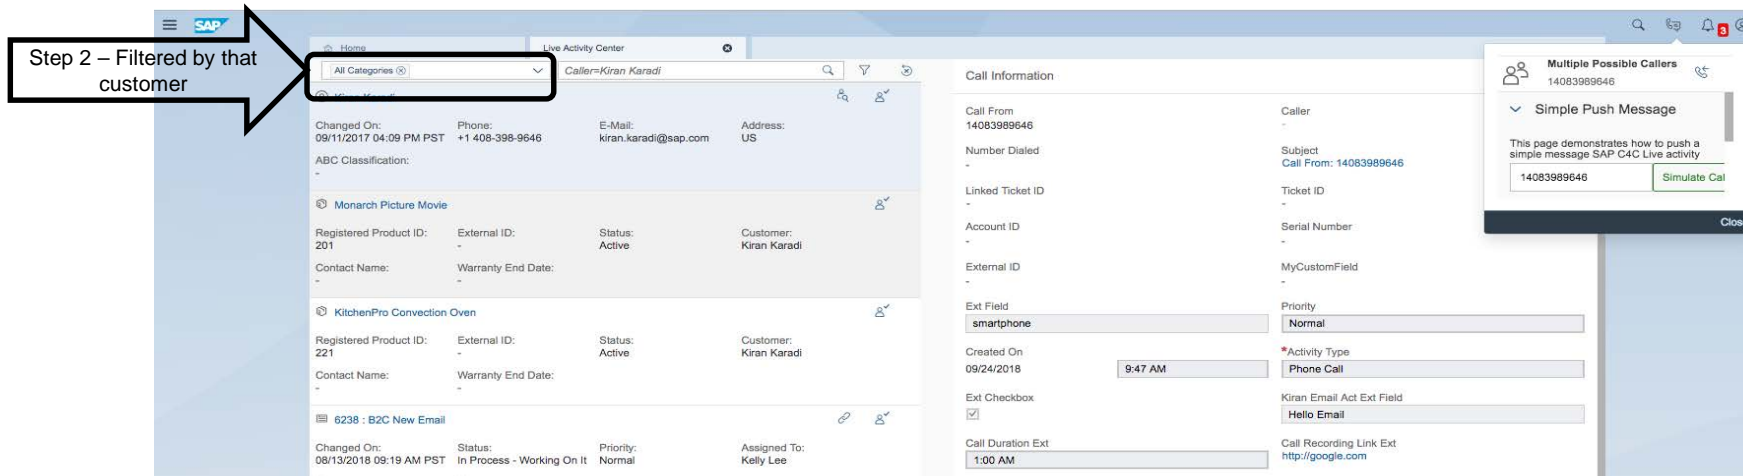 SAP
3
Step 2 – Filtered by that
customer
Home
Live Activity Center
All Categories
Caller=Kiran Karadi
Kiran Karadi
Changed On:
Phone:
E-Mail:
Address:
09/11/2017 04:09 PM PST
+1 408-398-9646
kiran.karadi@sap.com
US
ABC Classification:
-
Monarch Picture Movie
Registered Product ID:
External ID:
Status:
Customer:
201
-
Active
Kiran Karadi
Contact Name:
Warranty End Date:
-
-
KitchenPro Convection Oven
Registered Product ID:
External ID:
Status:
Customer:
221
-
Active
Kiran Karadi
Contact Name:
Warranty End Date:
-
-
6238 : B2C New Email
Changed On:
Status:
Priority:
Assigned To:
08/13/2018 09:19 AM PST
In Process - Working On It
Normal
Kelly Lee
Call Information
Call From
Caller
14083989646
-
Number Dialed
Subject
-
Call From: 14083989646
Linked Ticket ID
Ticket ID
-
-
Account ID
Serial Number
-
-
External ID
MyCustomField
-
-
Ext Field
Priority
smartphone
Normal
Created On
*Activity Type
09/24/2018
9:47 AM
Phone Call
Ext Checkbox
Kiran Email Act Ext Field
Hello Email
Call Duration Ext
Call Recording Link Ext
1:00 AM
http://google.com
Multiple Possible Callers
14083989646
Simple Push Message
This page demonstrates how to push a
simple message SAP C4C Live activity
14083989646
Simulate Cal
Clos